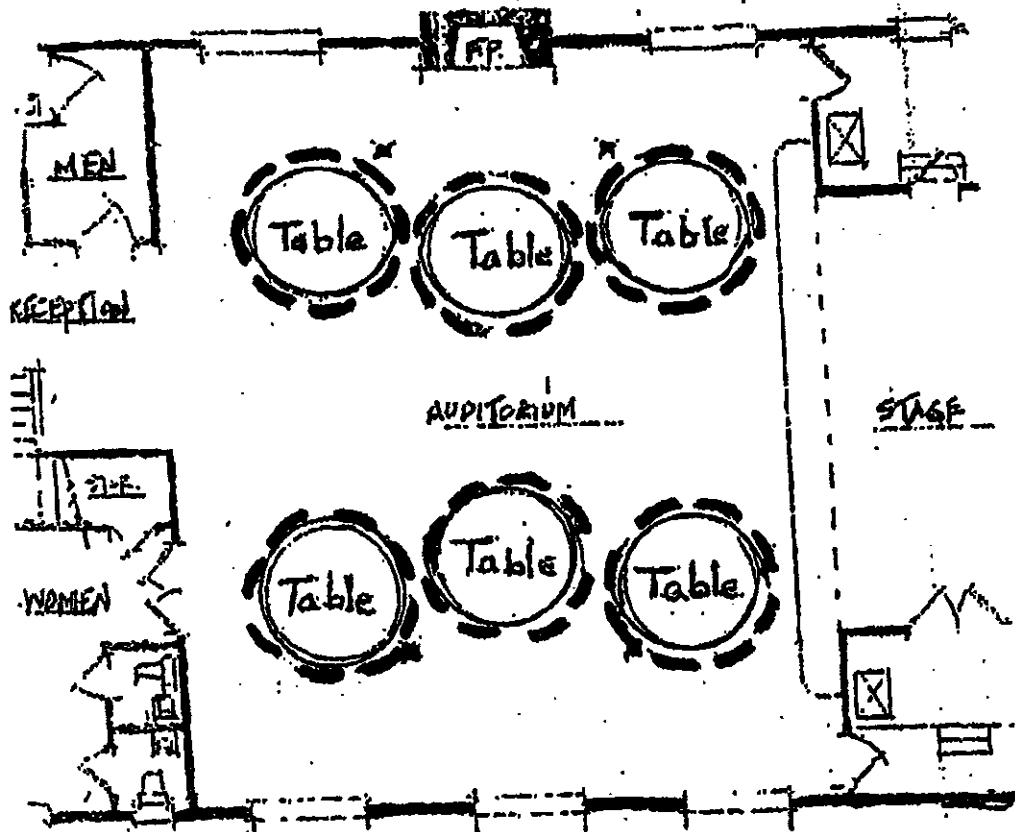 F.P.
MEN
Table
Table
Table
RECEPTION
AUDITORIUM
STAGE
Table
Table
Table
WOMEN